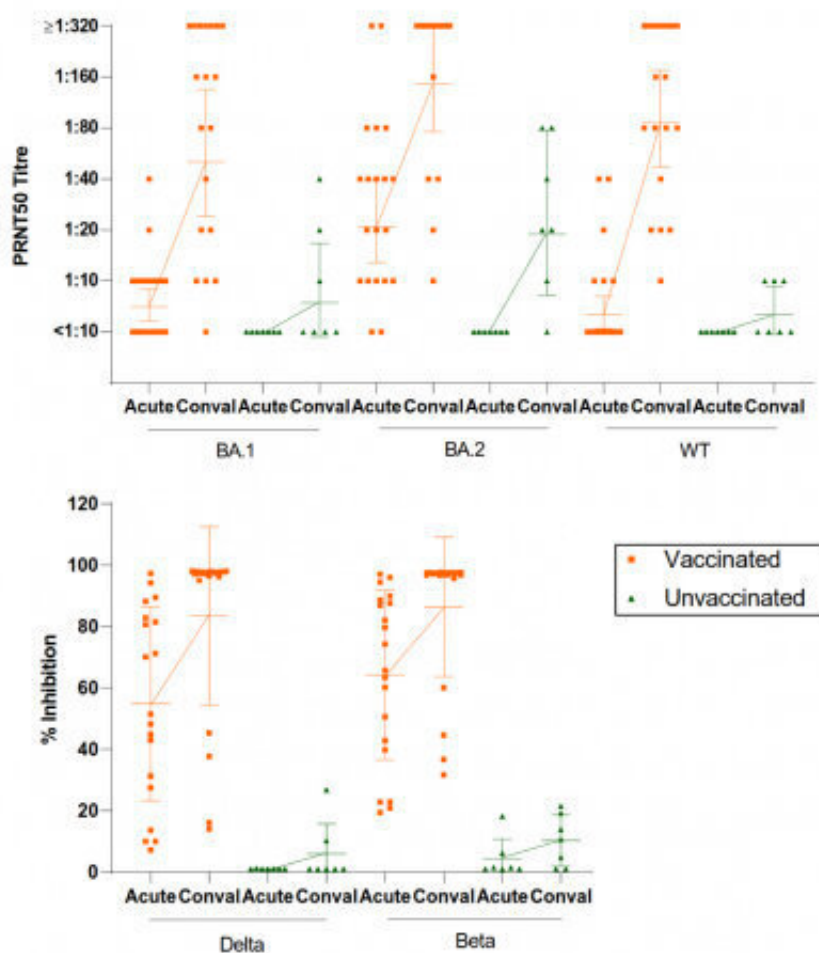 ≥1:320
1:160
1:80
1:40
1:20
1:10
<1:10
PRNT50 Titre
Acute Conval Acute Conval Acute Conval Acute Conval Acute Conval Acute Conval
BA.1 BA.2 WT
120
100
80
60
40
20
0
% Inhibition
Vaccinated
Unvaccinated
Acute Conval Acute Conval Acute Conval Acute Conval
Delta Beta